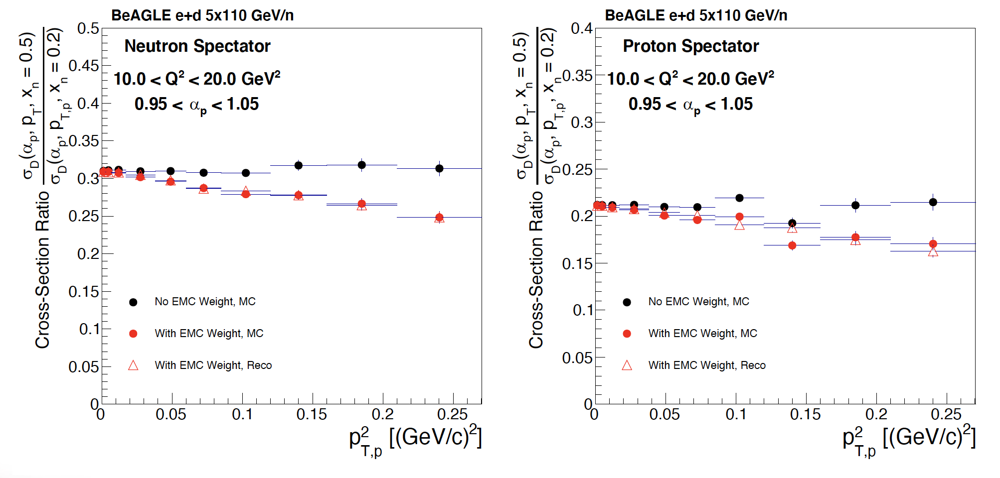 BeAGLE e+d 5x110 GeV/n
Neutron Spectator
10.0 < Q² < 20.0 GeV²
0.95 < αp < 1.05
Cross-Section Ratio
σD(αp, pT, xn = 0.5)
σD(αp, pT,p, xn = 0.2)
0.5
0.45
0.4
0.35
0.3
0.25
0.2
0.15
0.1
0.05
0
No EMC Weight, MC
With EMC Weight, MC
With EMC Weight, Reco
0 0.05 0.1 0.15 0.2 0.25
p²T,p [(GeV/c)²]
BeAGLE e+d 5x110 GeV/n
Proton Spectator
10.0 < Q² < 20.0 GeV²
0.95 < αp < 1.05
Cross-Section Ratio
σD(αp, pT, xn = 0.5)
σD(αp, pT,p, xn = 0.2)
0.4
0.35
0.3
0.25
0.2
0.15
0.1
0.05
0
No EMC Weight, MC
With EMC Weight, MC
With EMC Weight, Reco
0 0.05 0.1 0.15 0.2 0.25
p²T,p [(GeV/c)²]